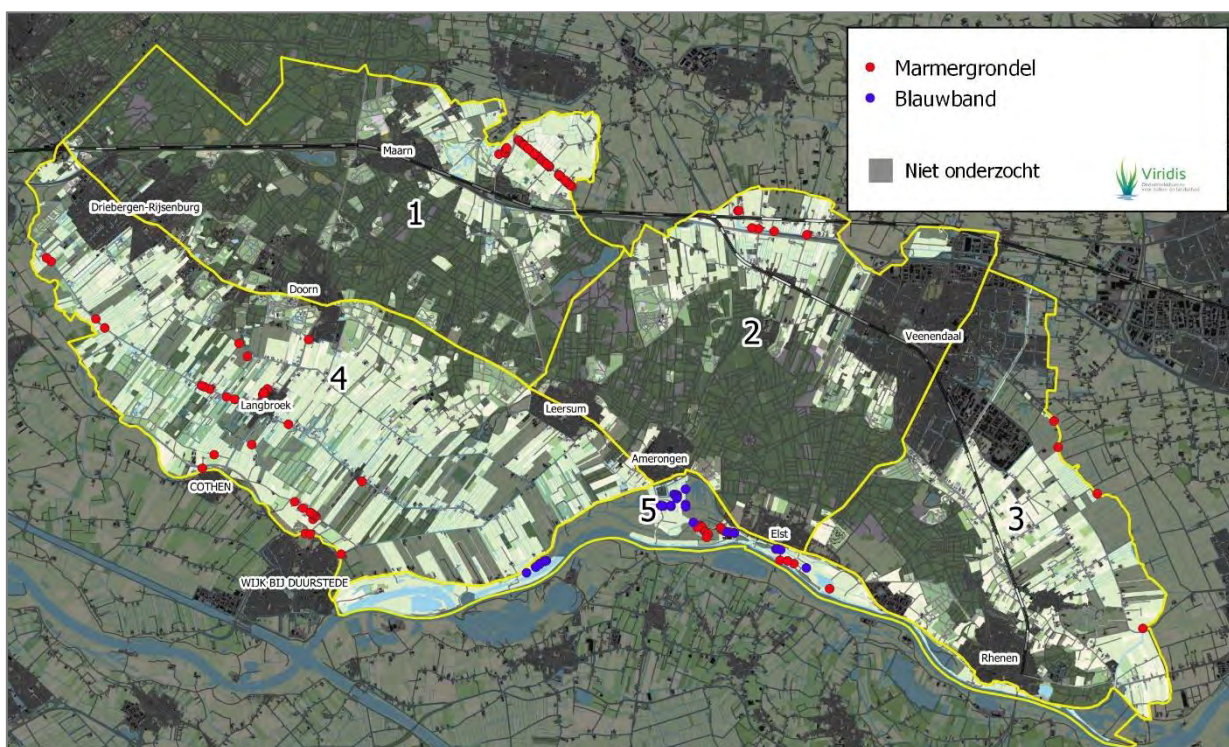 Marmergrondel
Blauwband
Niet onderzocht
Viridis
Maarn
Driebergen-Rijsenburg
1
Doorn
2
Veenendaal
4
Langbroek
Leersum
Amerongen
COTHEN
5
Elst
3
WIJK BIJ DUURSTEDE
Rhenen